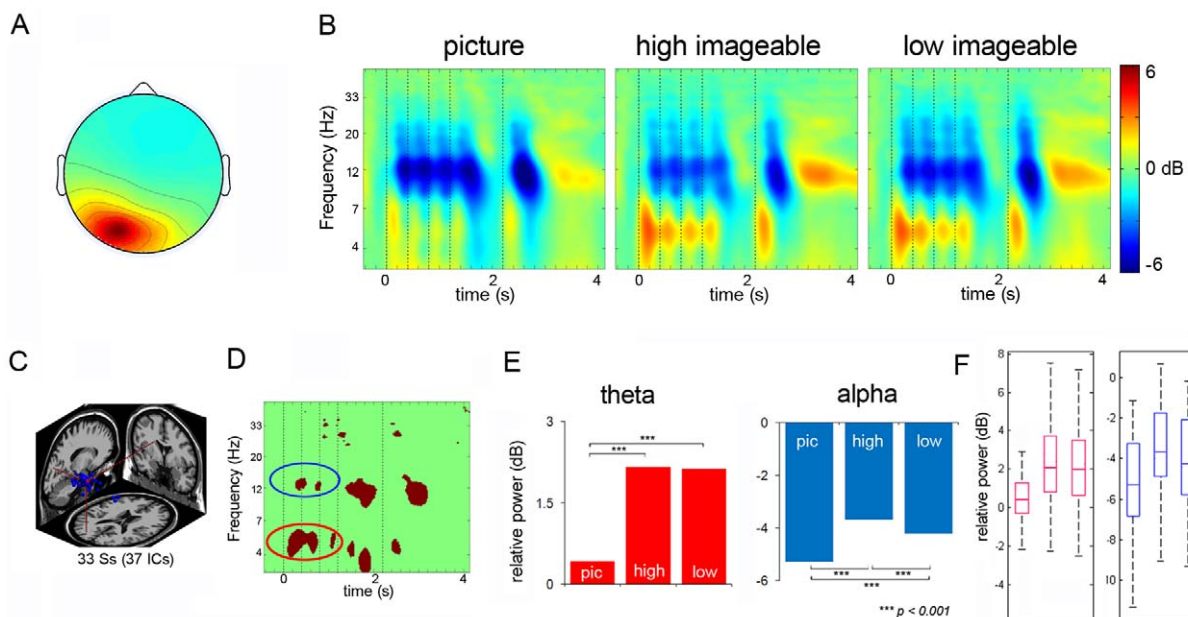 A
B
picture
high imageable
low imageable
Frequency (Hz)
33
20
12
7
4
0
2
4
time (s)
0
2
4
time (s)
0
2
4
time (s)
6
0 dB
-6
C
33 Ss (37 ICs)
D
Frequency (Hz)
33
20
12
7
4
0
2
4
time (s)
E
theta
relative power (dB)
3
2
0
***
***
pic
high
low
alpha
0
-2
-4
-6
pic
high
low
***
***
***
*** p < 0.001
F
relative power (dB)
8
6
4
2
0
-2
-4
0
-2
-4
-6
-8
10